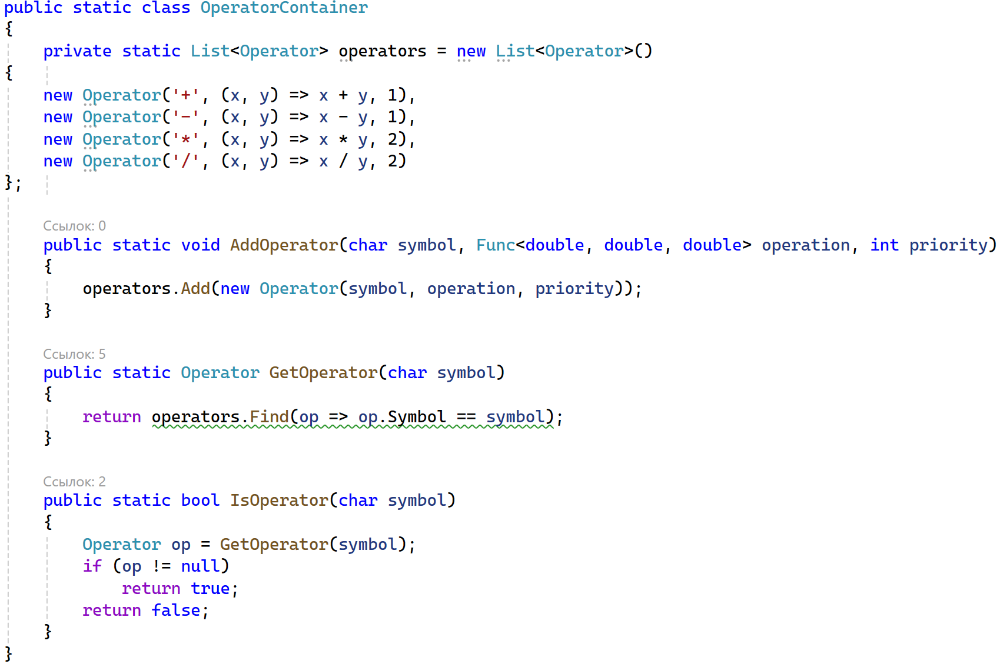 public static class OperatorContainer
{
    private static List<Operator> operators = new List<Operator>()
{
    new Operator('+', (x, y) => x + y, 1),
    new Operator('-', (x, y) => x - y, 1),
    new Operator('*', (x, y) => x * y, 2),
    new Operator('/', (x, y) => x / y, 2)
};
    Ссылок: 0
    public static void AddOperator(char symbol, Func<double, double, double> operation, int priority)
    {
        operators.Add(new Operator(symbol, operation, priority));
    }
    Ссылок: 5
    public static Operator GetOperator(char symbol)
    {
        return operators.Find(op => op.Symbol == symbol);
    }
    Ссылок: 2
    public static bool IsOperator(char symbol)
    {
        Operator op = GetOperator(symbol);
        if (op != null)
            return true;
        return false;
    }
}